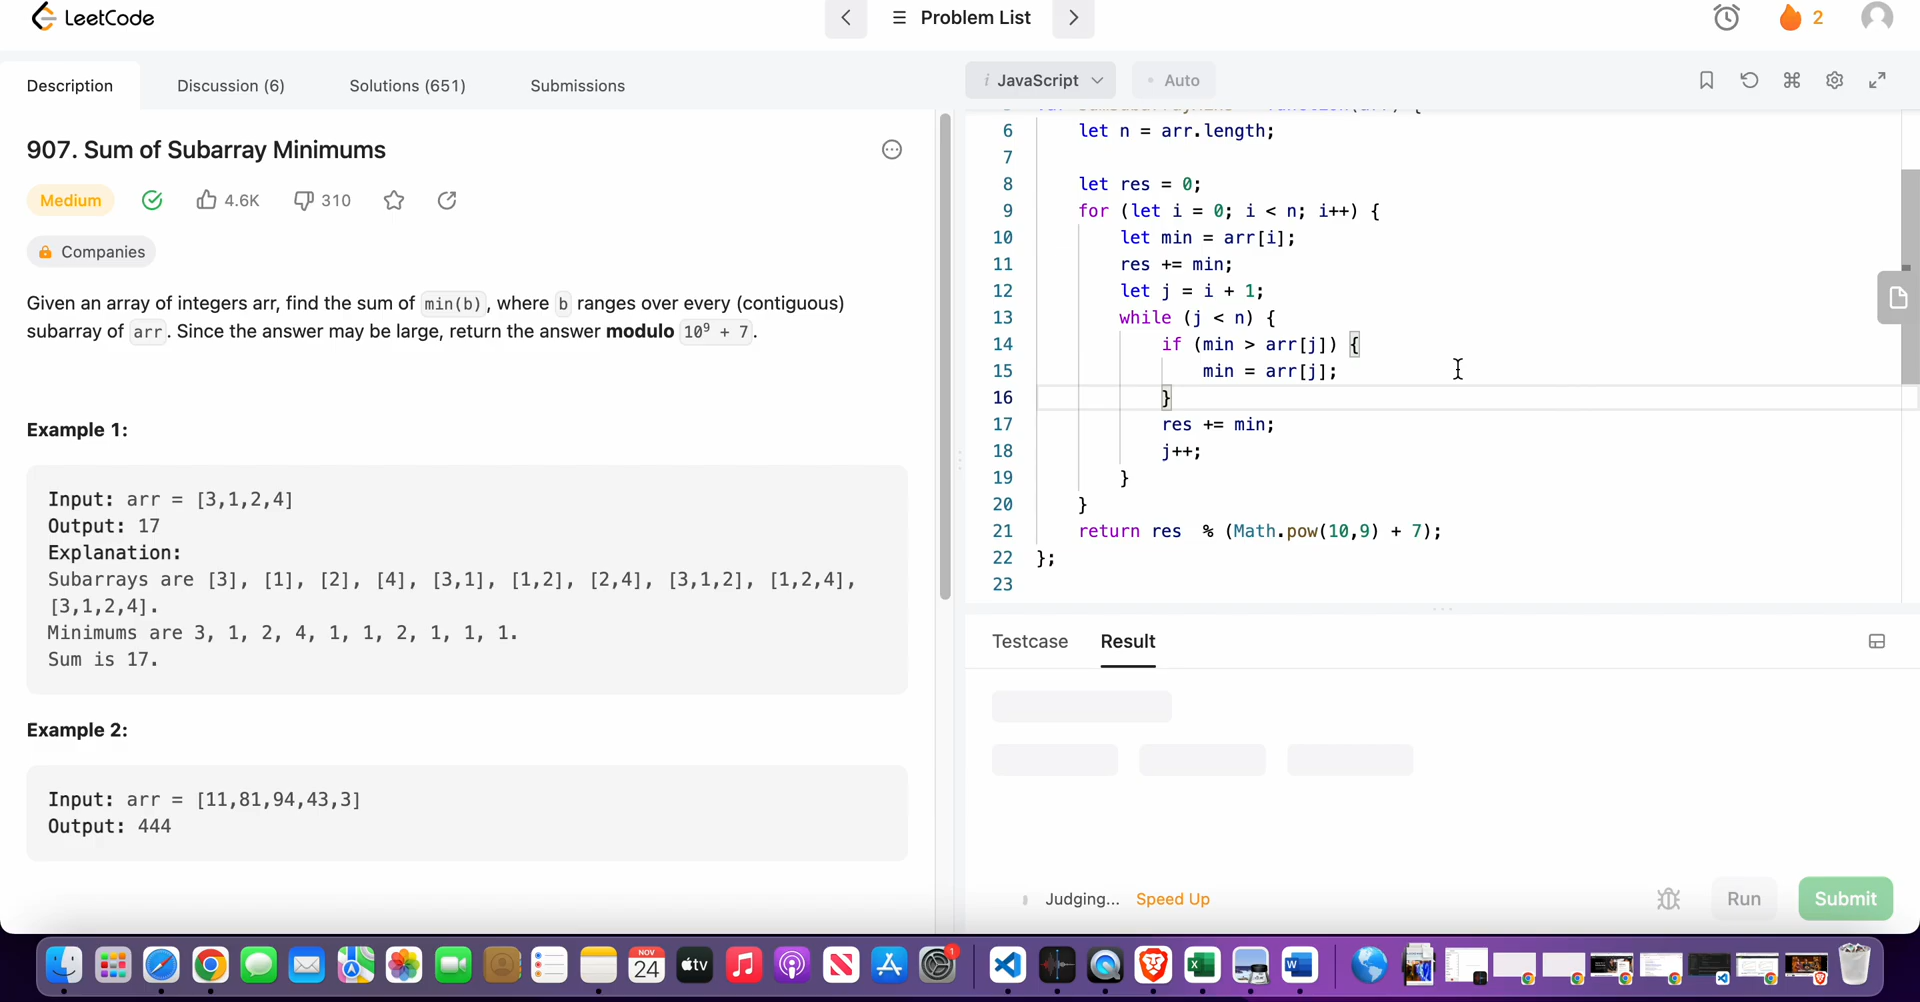 LeetCode
Problem List
2
Description
Discussion (6)
Solutions (651)
Submissions
907. Sum of Subarray Minimums
Medium
4.6K
310
Companies
Given an array of integers arr, find the sum of min(b), where b ranges over every (contiguous)
subarray of arr. Since the answer may be large, return the answer modulo 10⁹ + 7.
Example 1:
Input: arr = [3,1,2,4]
Output: 17
Explanation:
Subarrays are [3], [1], [2], [4], [3,1], [1,2], [2,4], [3,1,2], [1,2,4],
[3,1,2,4].
Minimums are 3, 1, 2, 4, 1, 1, 2, 1, 1, 1.
Sum is 17.
Example 2:
Input: arr = [11,81,94,43,3]
Output: 444
i JavaScript
Auto
6 let n = arr.length;
7
8 let res = 0;
9 for (let i = 0; i < n; i++) {
10 let min = arr[i];
11 res += min;
12 let j = i + 1;
13 while (j < n) {
14 if (min > arr[j]) {
15 min = arr[j];
16 }
17 res += min;
18 j++;
19 }
20 }
21 return res  % (Math.pow(10,9) + 7);
22 };
23
Testcase
Result
Judging...
Speed Up
Run
Submit
NOV
24
tv
1